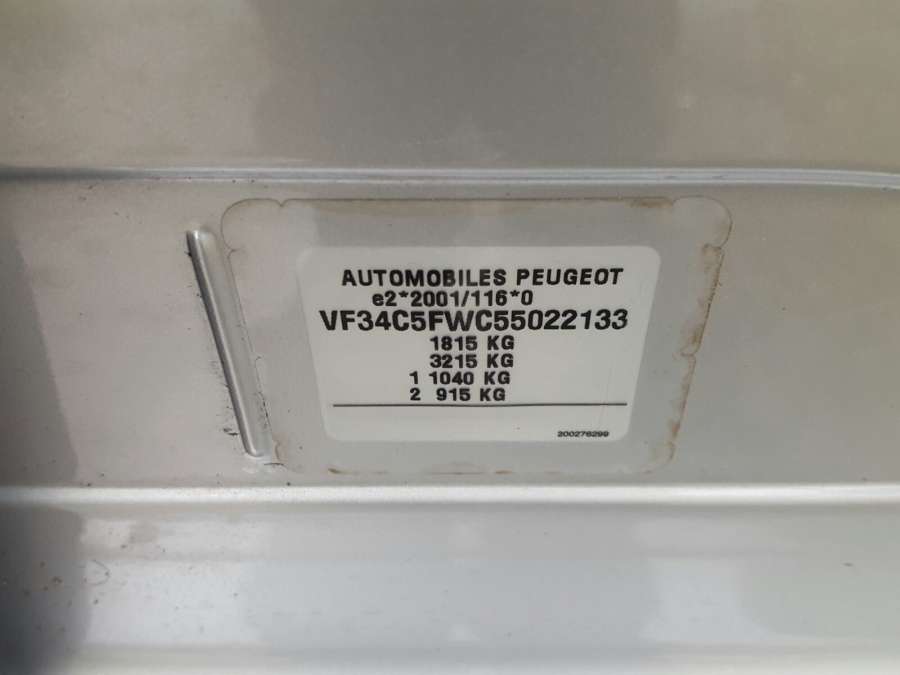 AUTOMOBILES PEUGEOT
e2*2001/116*0
VF34C5FWC55022133
1815 KG
3215 KG
1 1040 KG
2 915 KG
200276299